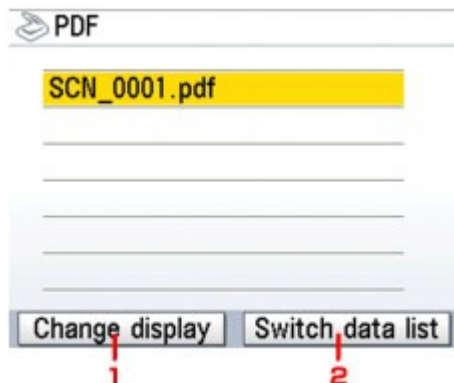 PDF
SCN_0001.pdf
Change display Switch data list
1 2